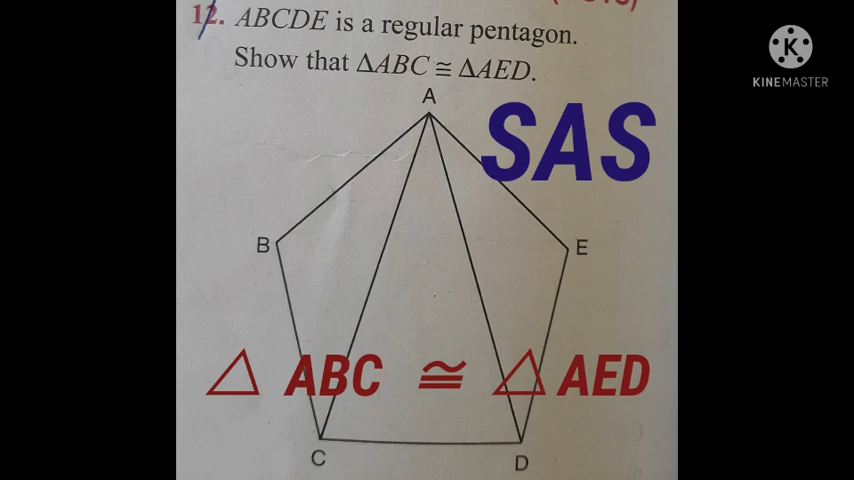 12. ABCDE is a regular pentagon.
Show that ΔABC ≅ ΔAED.
K
KINEMASTER
A
SAS
B
E
△ ABC ≅ △ AED
C
D